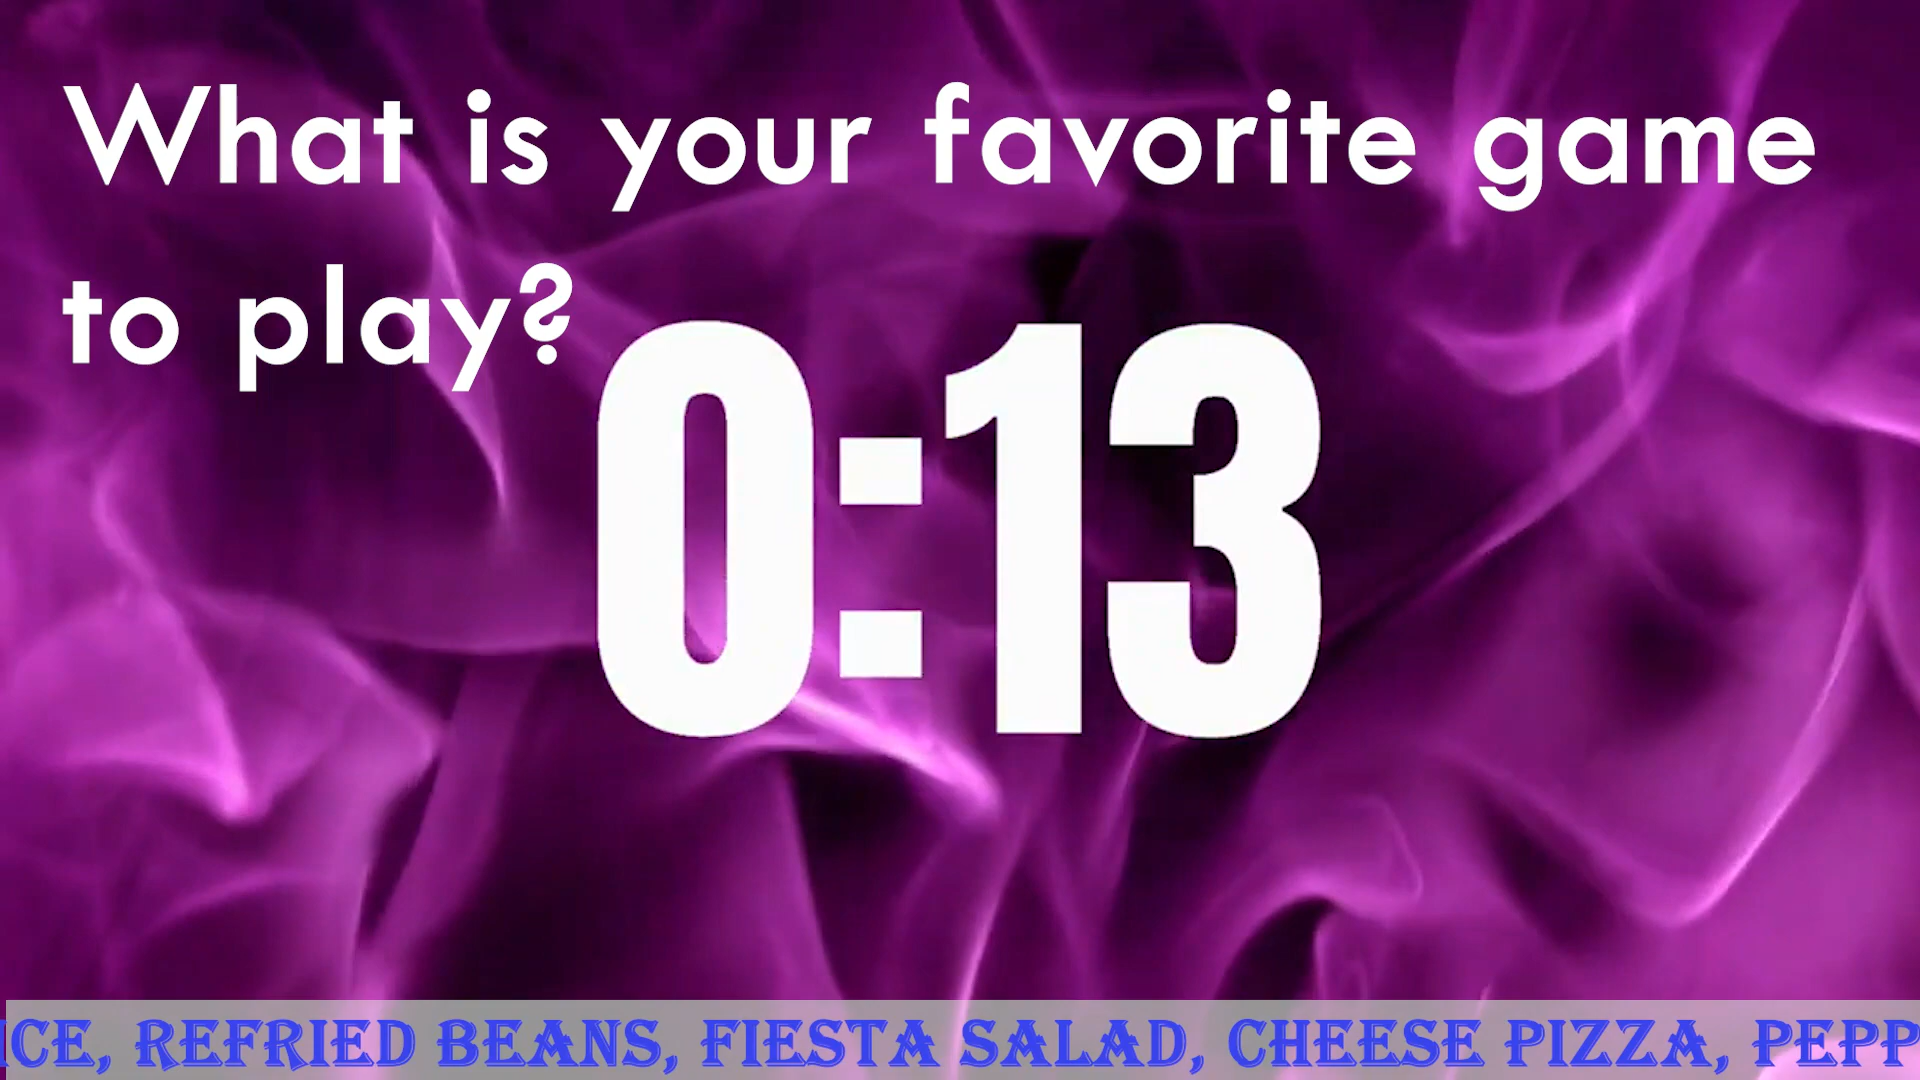 What is your favorite game
to play?
0:13
CE, REFRIED BEANS, FIESTA SALAD, CHEESE PIZZA, PEPP